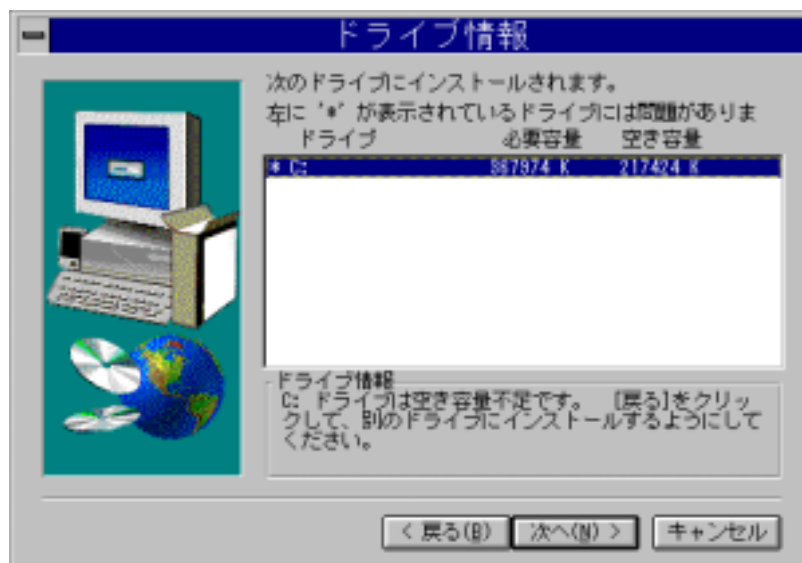 ドライブ情報
次のドライブにインストールされます。
左に '*' が表示されているドライブには問題がありま
ドライブ 必要容量 空き容量
* C: 367974 K 217424 K
ドライブ情報
C: ドライブは空き容量不足です。 [戻る]をクリッ
クして、別のドライブにインストールするようにして
ください。
< 戻る(B) 次へ(N) > キャンセル